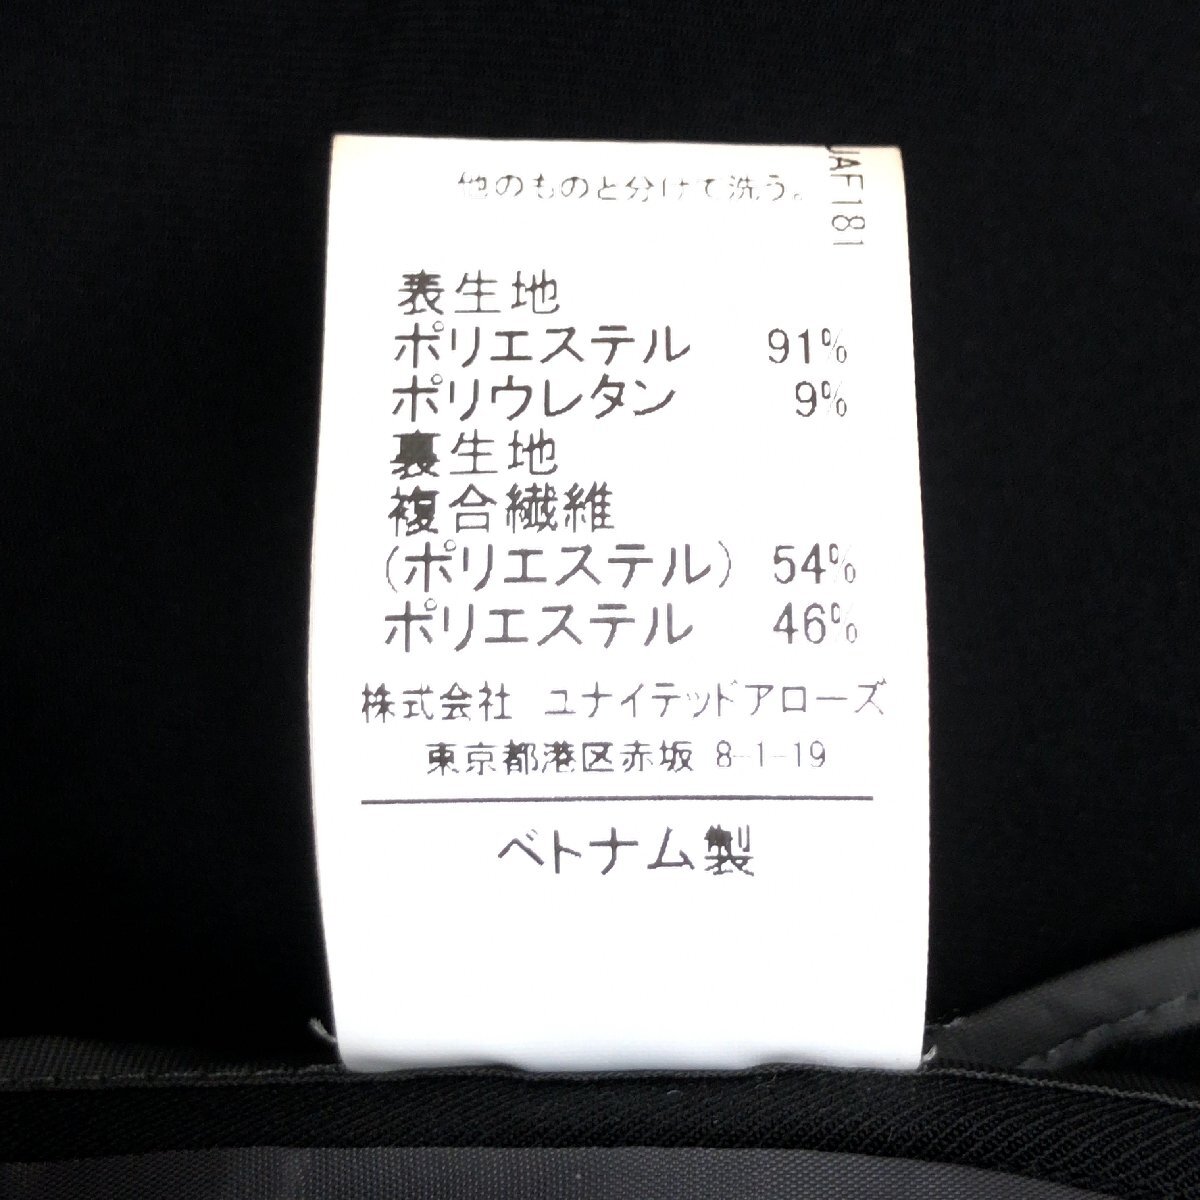 他のものと分けて洗う。
JAF181
表生地
ポリエステル 91%
ポリウレタン 9%
裏生地
複合繊維
(ポリエステル) 54%
ポリエステル 46%
株式会社 ユナイテッドアローズ
東京都港区赤坂 8-1-19
ベトナム製